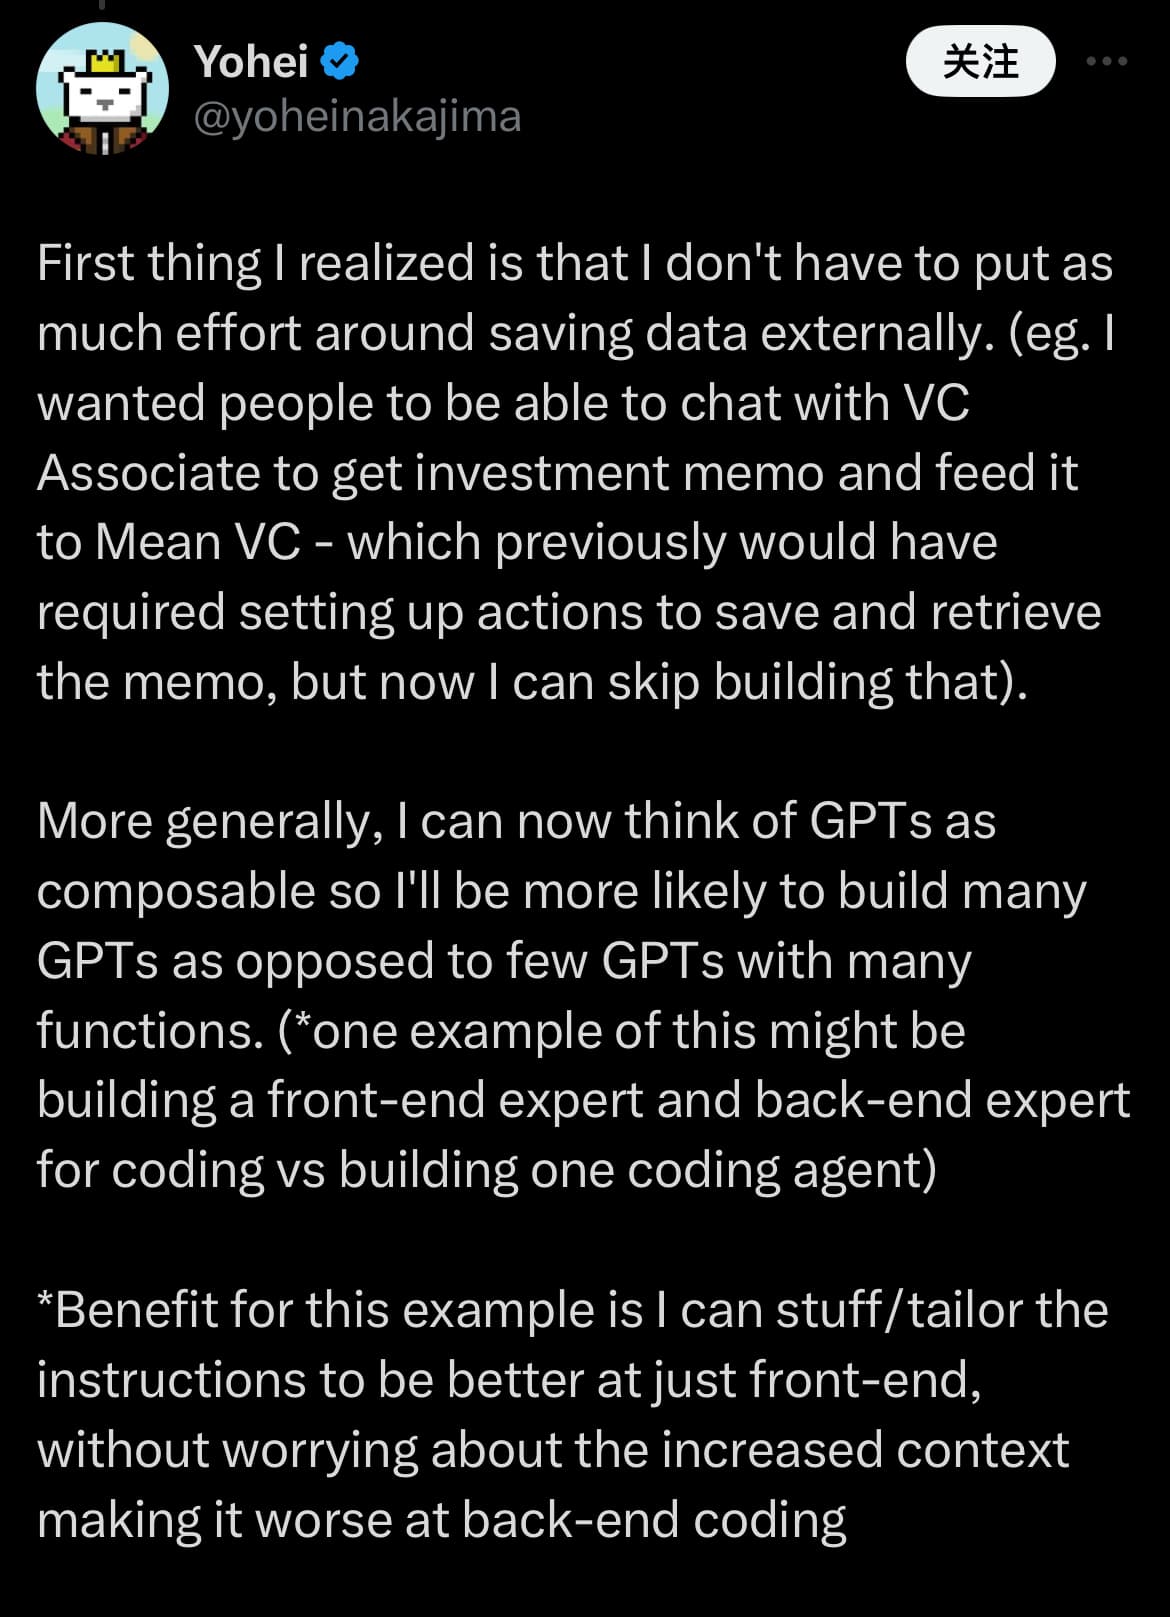 Yohei
关注
@yoheinakajima
First thing I realized is that I don't have to put as
much effort around saving data externally. (eg. I
wanted people to be able to chat with VC
Associate to get investment memo and feed it
to Mean VC - which previously would have
required setting up actions to save and retrieve
the memo, but now I can skip building that).
More generally, I can now think of GPTs as
composable so I'll be more likely to build many
GPTs as opposed to few GPTs with many
functions. (*one example of this might be
building a front-end expert and back-end expert
for coding vs building one coding agent)
*Benefit for this example is I can stuff/tailor the
instructions to be better at just front-end,
without worrying about the increased context
making it worse at back-end coding